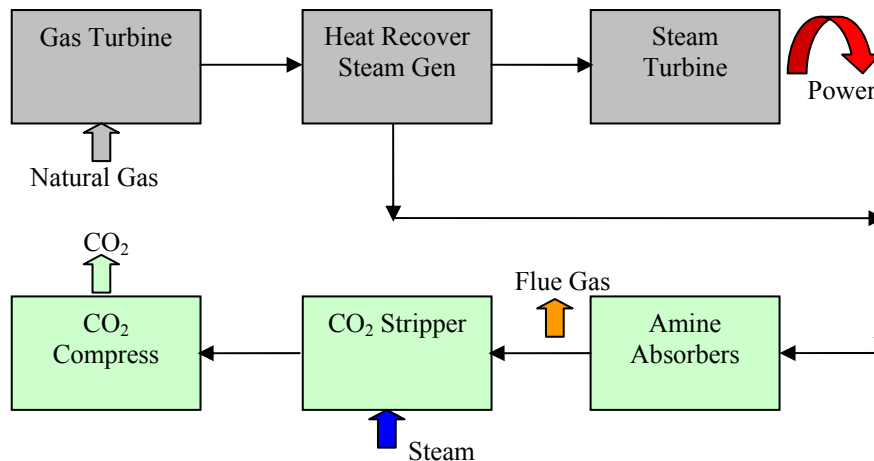 Gas Turbine
Heat Recover
Steam Gen
Steam
Turbine
Power
Natural Gas
CO₂
Flue Gas
CO₂
Compress
CO₂ Stripper
Amine
Absorbers
Steam